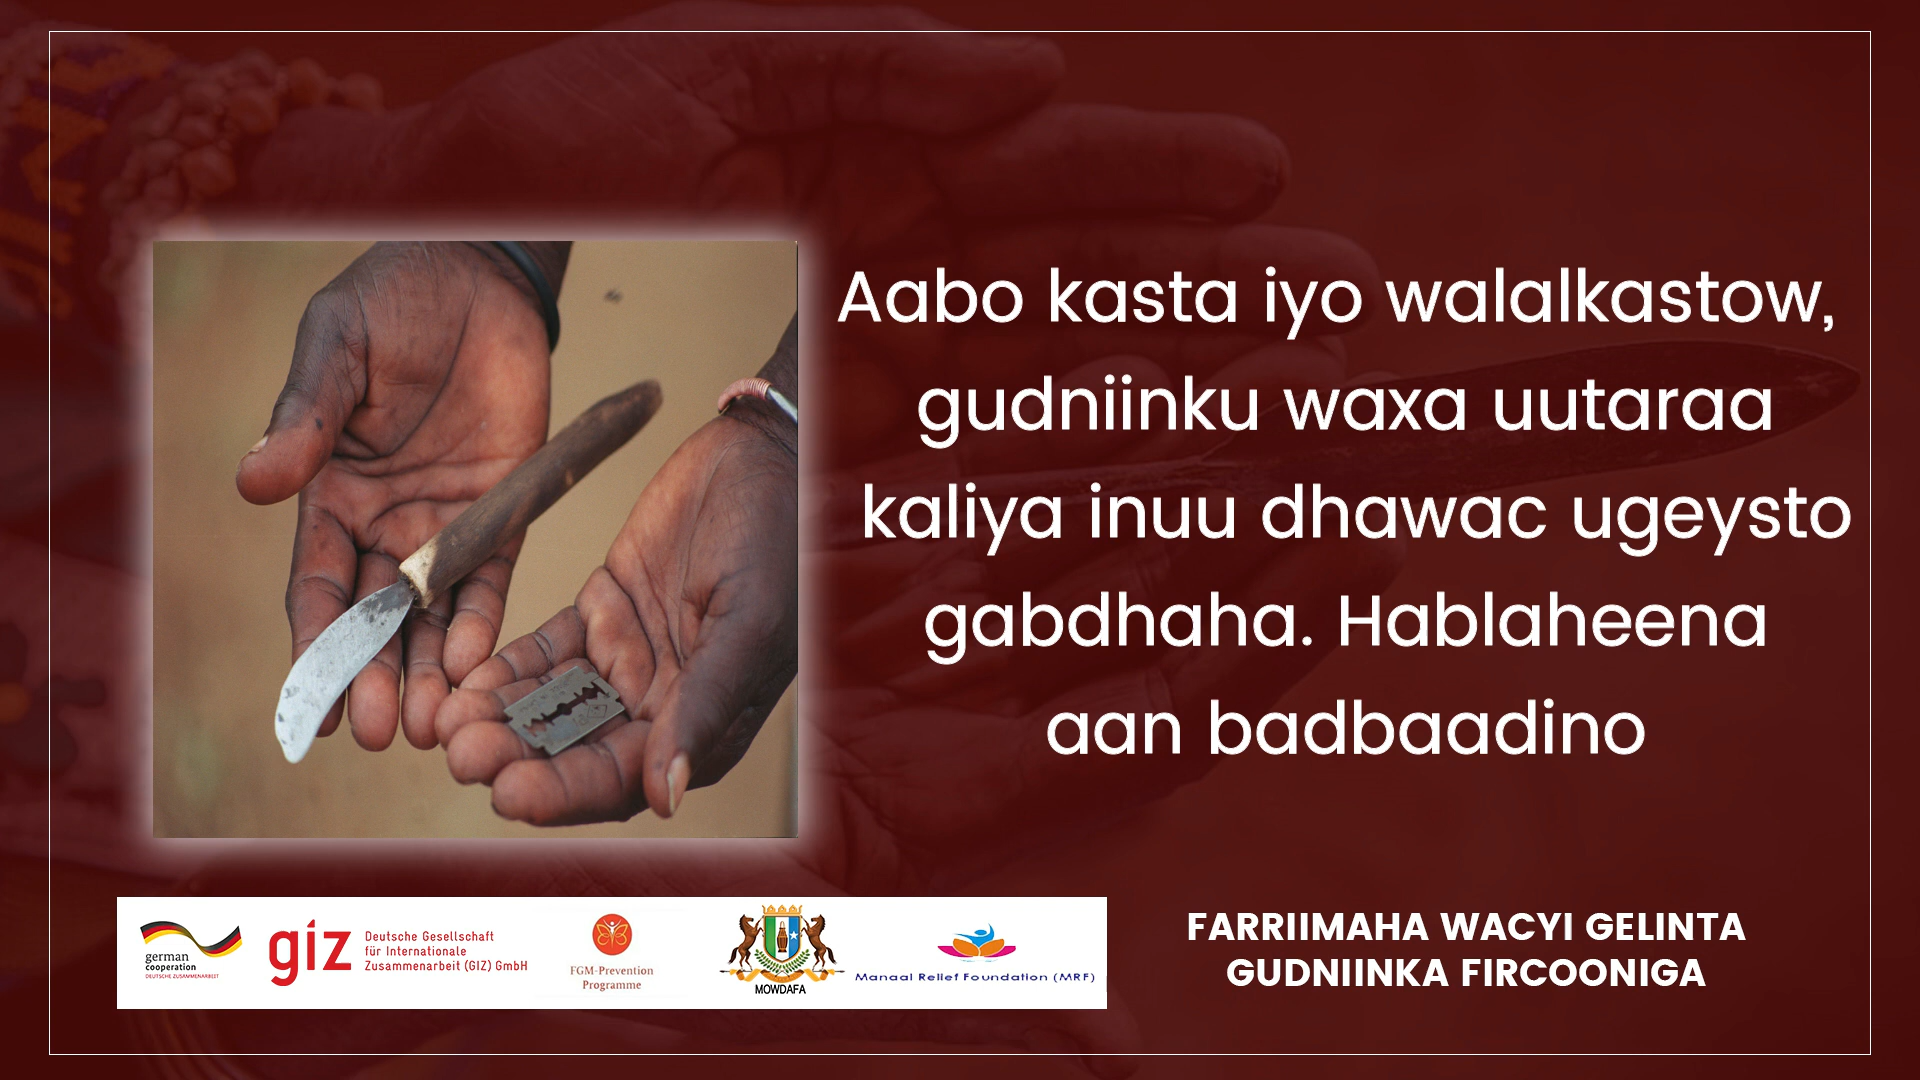 Aabo kasta iyo walalkastow,
gudniinku waxa uutaraa
kaliya inuu dhawac ugeysto
gabdhaha. Hablaheena
aan badbaadino
german
cooperation
DEUTSCHE ZUSAMMENARBEIT
giz
Deutsche Gesellschaft
für Internationale
Zusammenarbeit (GIZ) GmbH
FGM-Prevention
Programme
MOWDAFA
Manaal Relief Foundation (MRF)
FARRIIMAHA WACYI GELINTA
GUDNIINKA FIRCOONIGA